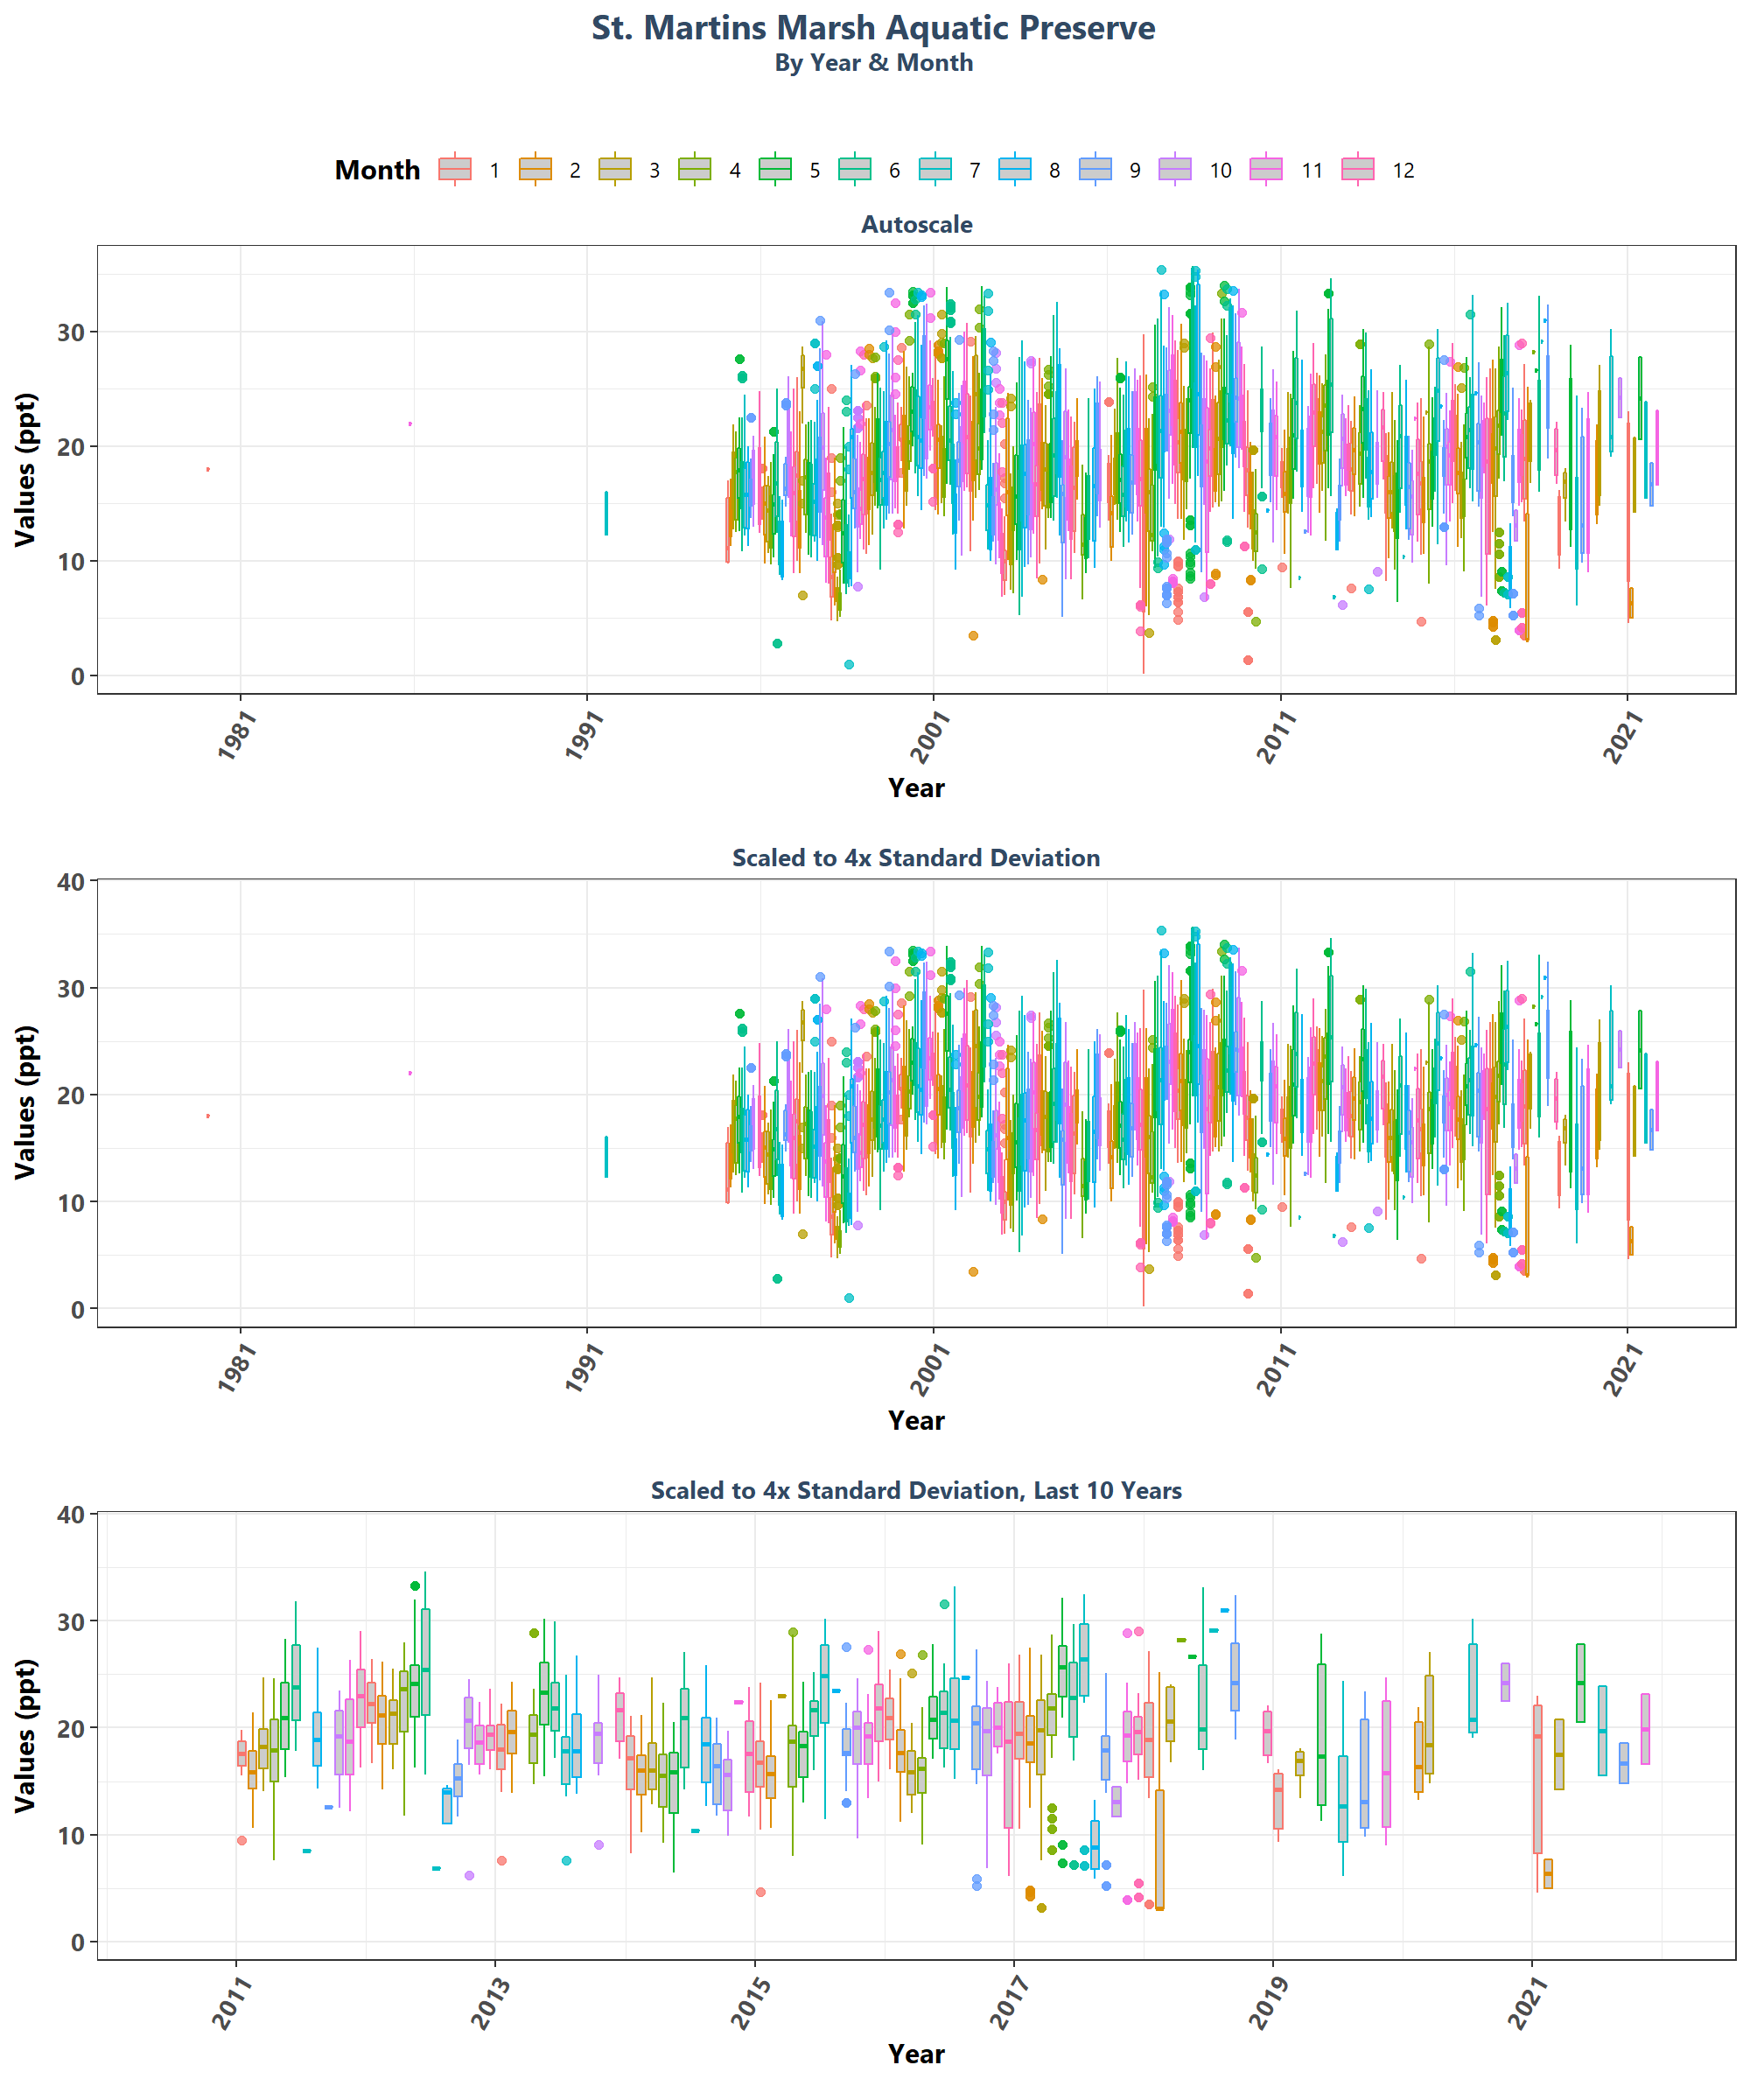 St. Martins Marsh Aquatic Preserve
By Year & Month
Month 1 2 3 4 5 6 7 8 9 10 11 12
Autoscale
Values (ppt)
30
20
10
0
1981 1991 2001 2011 2021
Year
Scaled to 4x Standard Deviation
Values (ppt)
40
30
20
10
0
1981 1991 2001 2011 2021
Year
Scaled to 4x Standard Deviation, Last 10 Years
Values (ppt)
40
30
20
10
0
2011 2013 2015 2017 2019 2021
Year